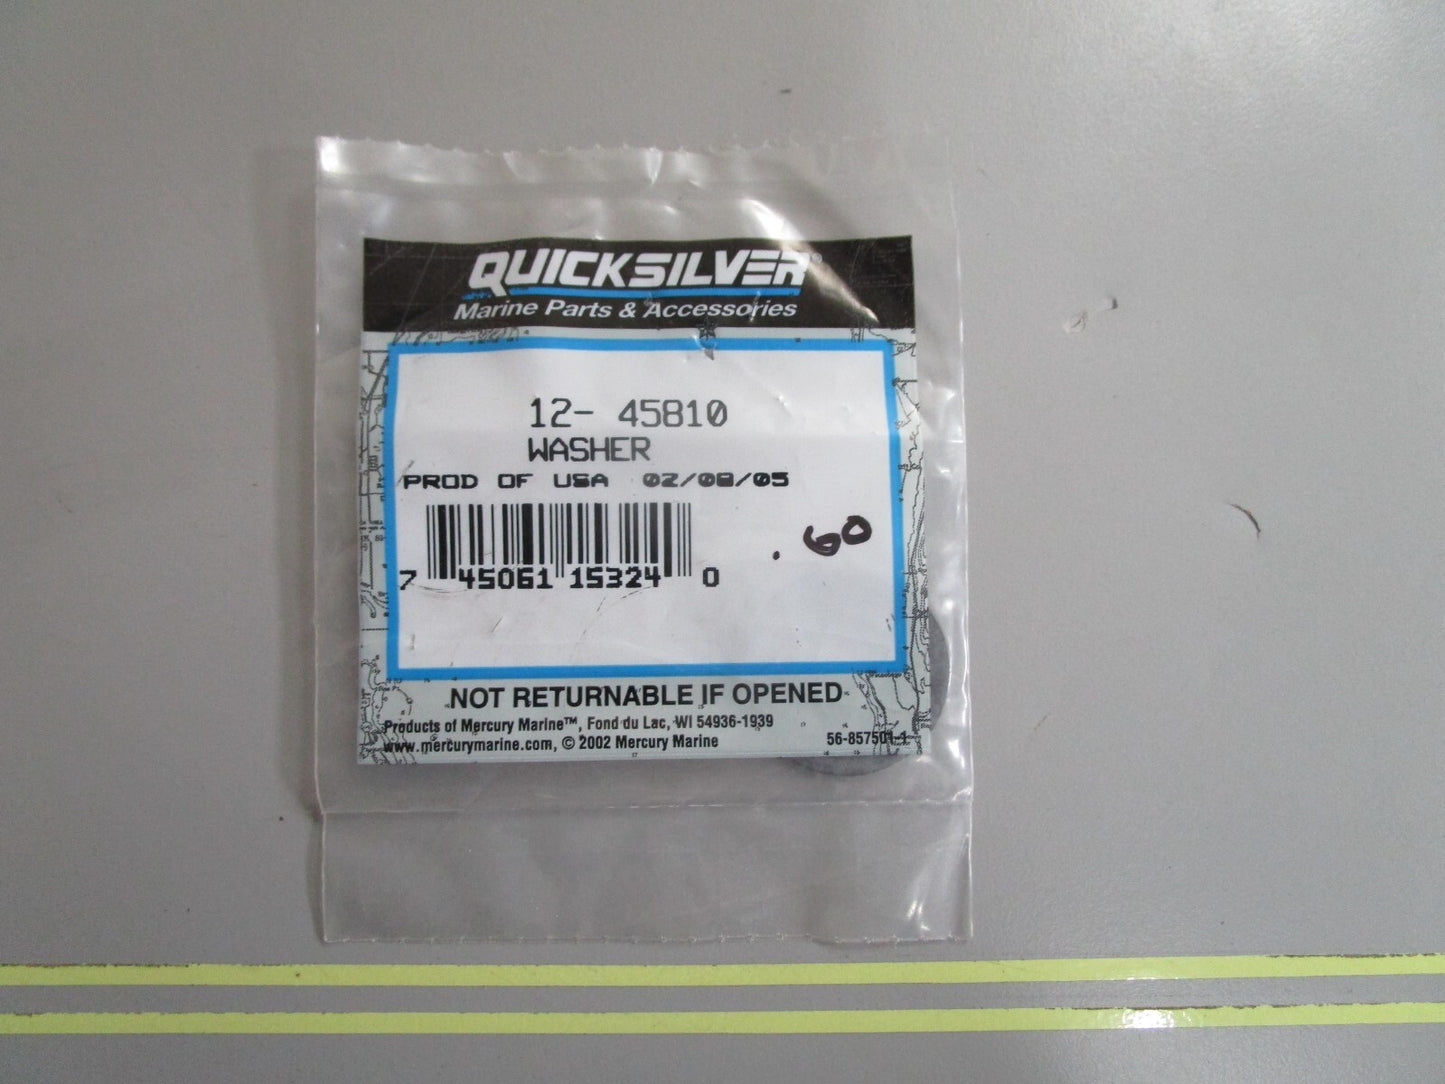 QUICKSILVER®
Marine Parts & Accessories
12- 45810
WASHER
PROD OF USA 02/08/05
.60
7 45061 15324 0
NOT RETURNABLE IF OPENED
Products of Mercury Marine™, Fond du Lac, WI 54936-1939
www.mercurymarine.com, © 2002 Mercury Marine
56-857501-1